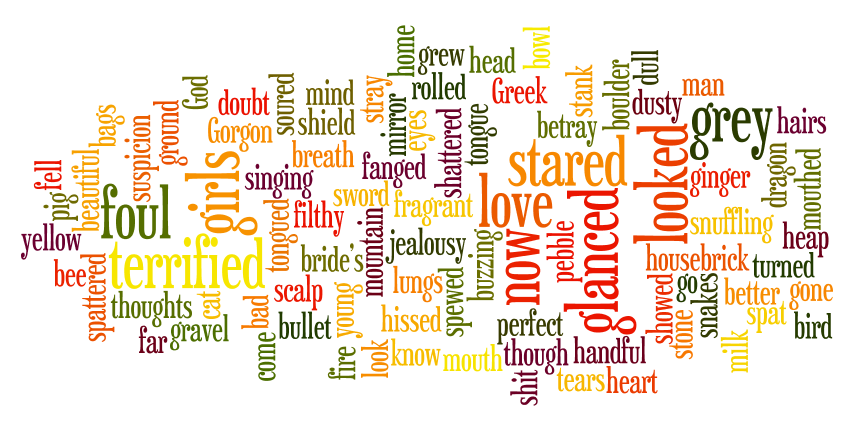 home
grew
head
bowl
God
doubt
soured
mind
stray
rolled
Greek
stank
boulder
dull
man
dusty
bags
suspicion
ground
Gorgon
shield
mirror
eyes
shattered
tongue
betray
grey
hairs
beautiful
breath
fanged
stared
looked
fell
pig
girls
singing
sword
fragrant
love
ginger
dragon
mouthed
foul
tongued
filthy
mountain
jealousy
buzzing
now
pebble
glanced
snuffling
heap
yellow
terrified
bride's
housebrick
turned
bee
spattered
thoughts
cat
bad
scalp
young
lungs
hissed
spewed
perfect
showed
stone
go
snakes
better
gone
spat
bird
far
gravel
bullet
come
fire
look
know
mouth
though
handful
milk
shit
tears
heart